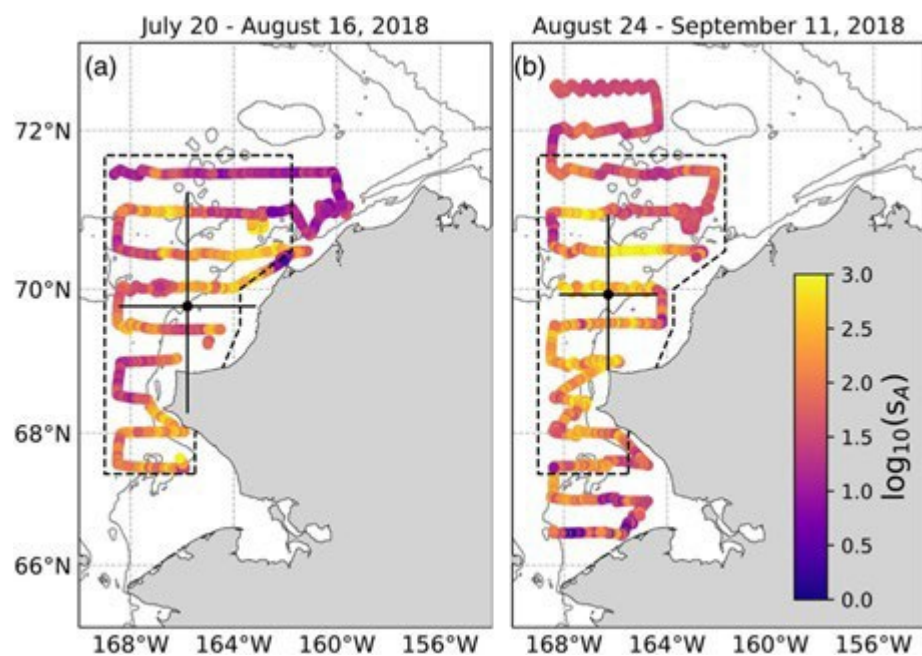 July 20 - August 16, 2018
August 24 - September 11, 2018
(a)
(b)
72°N
70°N
68°N
66°N
168°W 164°W 160°W 156°W
168°W 164°W 160°W 156°W
3.0
2.5
2.0
1.5
1.0
0.5
0.0
log₁₀(s_A)